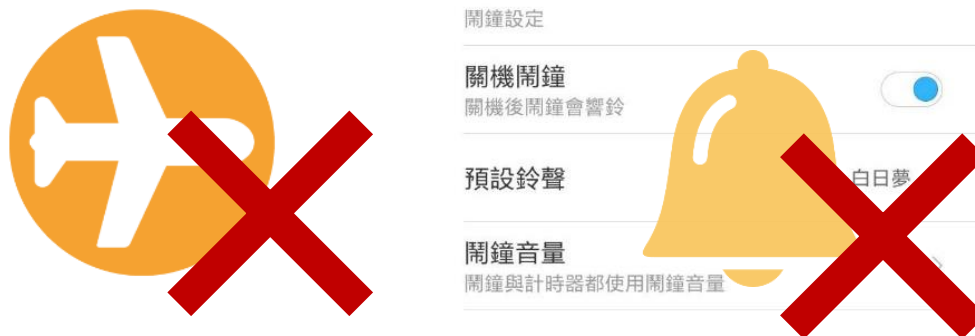 鬧鐘設定
關機鬧鐘
關機後鬧鐘會響鈴
預設鈴聲
白日夢
鬧鐘音量
鬧鐘與計時器都使用鬧鐘音量